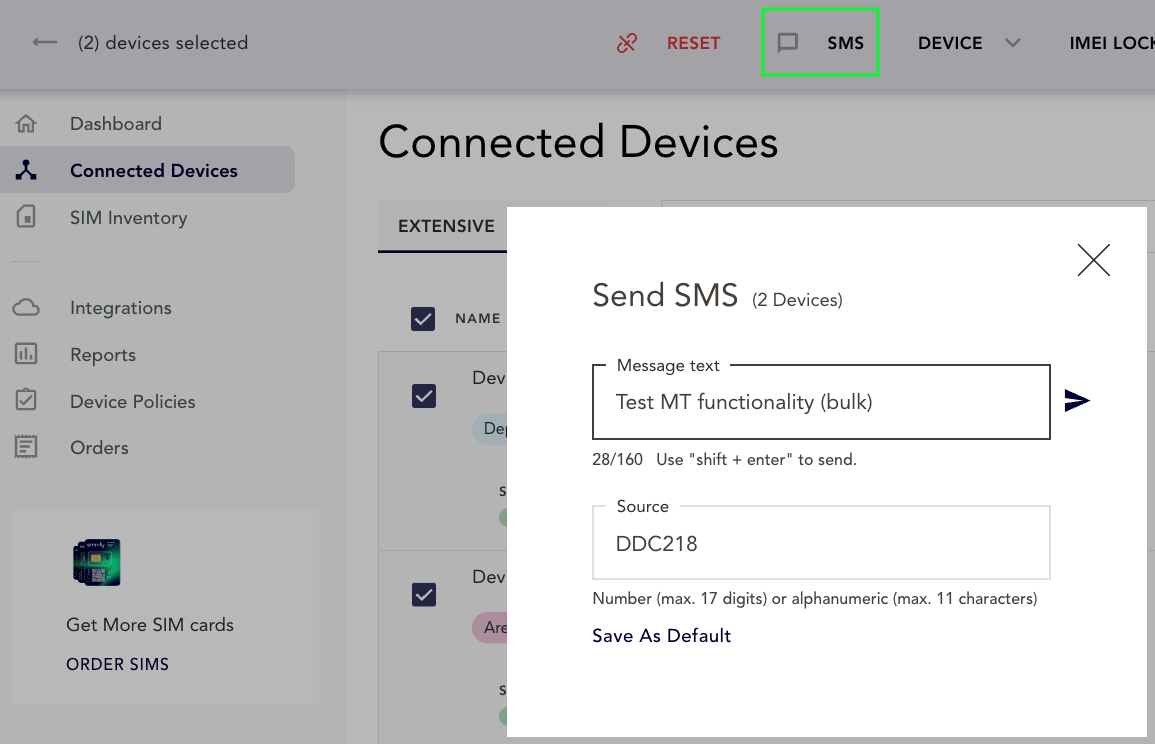 (2) devices selected
RESET
SMS
DEVICE
IMEI LOCK
Dashboard
Connected Devices
SIM Inventory
Integrations
Reports
Device Policies
Orders
Get More SIM cards
ORDER SIMS
Connected Devices
EXTENSIVE
NAME
Dev
Dep
S
Dev
Are
S
Send SMS (2 Devices)
Message text
Test MT functionality (bulk)
28/160 Use "shift + enter" to send.
Source
DDC218
Number (max. 17 digits) or alphanumeric (max. 11 characters)
Save As Default